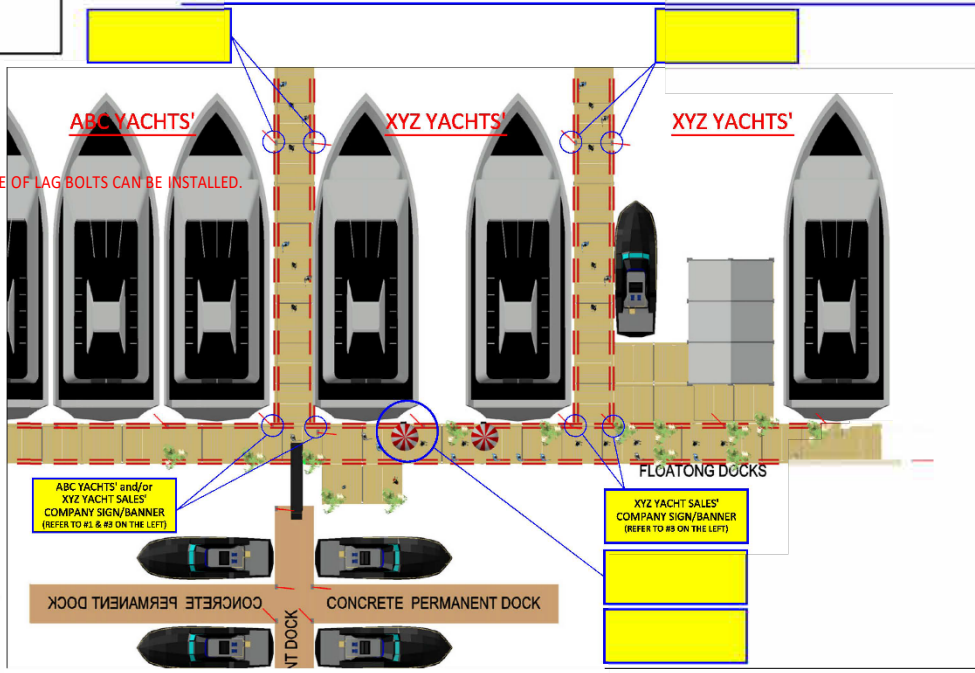 ABC YACHTS'
XYZ YACHTS'
XYZ YACHTS'
E OF LAG BOLTS CAN BE INSTALLED.
FLOATONG DOCKS
ABC YACHTS' and/or
XYZ YACHT SALES'
COMPANY SIGN/BANNER
(REFER TO #1 & #3 ON THE LEFT)
XYZ YACHT SALES'
COMPANY SIGN/BANNER
(REFER TO #3 ON THE LEFT)
CONCRETE PERMANENT DOCK
CONCRETE PERMANENT DOCK
NT DOCK